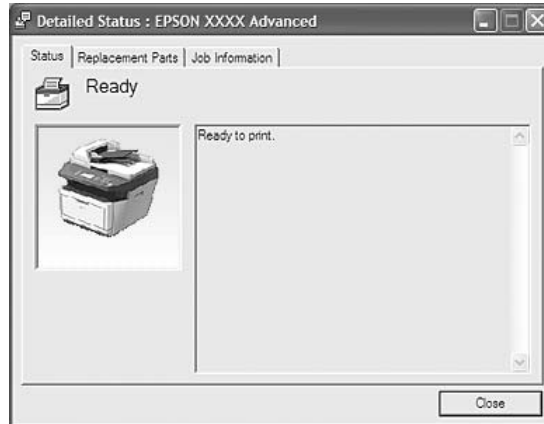 Detailed Status : EPSON XXXX Advanced
Status
Replacement Parts
Job Information
Ready
Ready to print.
Close